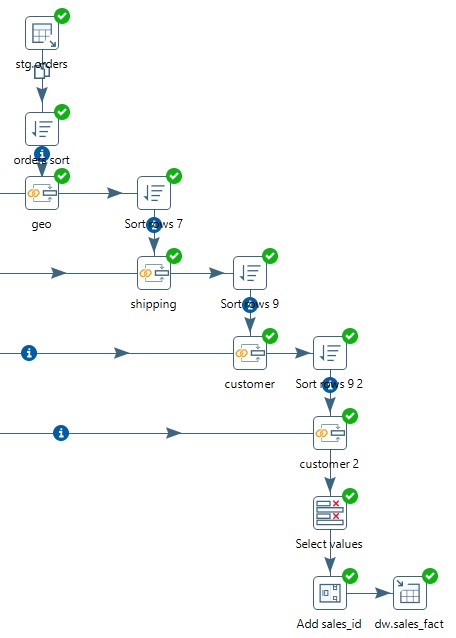 stg.orders
orders sort
geo
Sort rows 7
shipping
Sort rows 9
customer
Sort rows 9 2
customer 2
Select values
Add sales_id
dw.sales_fact